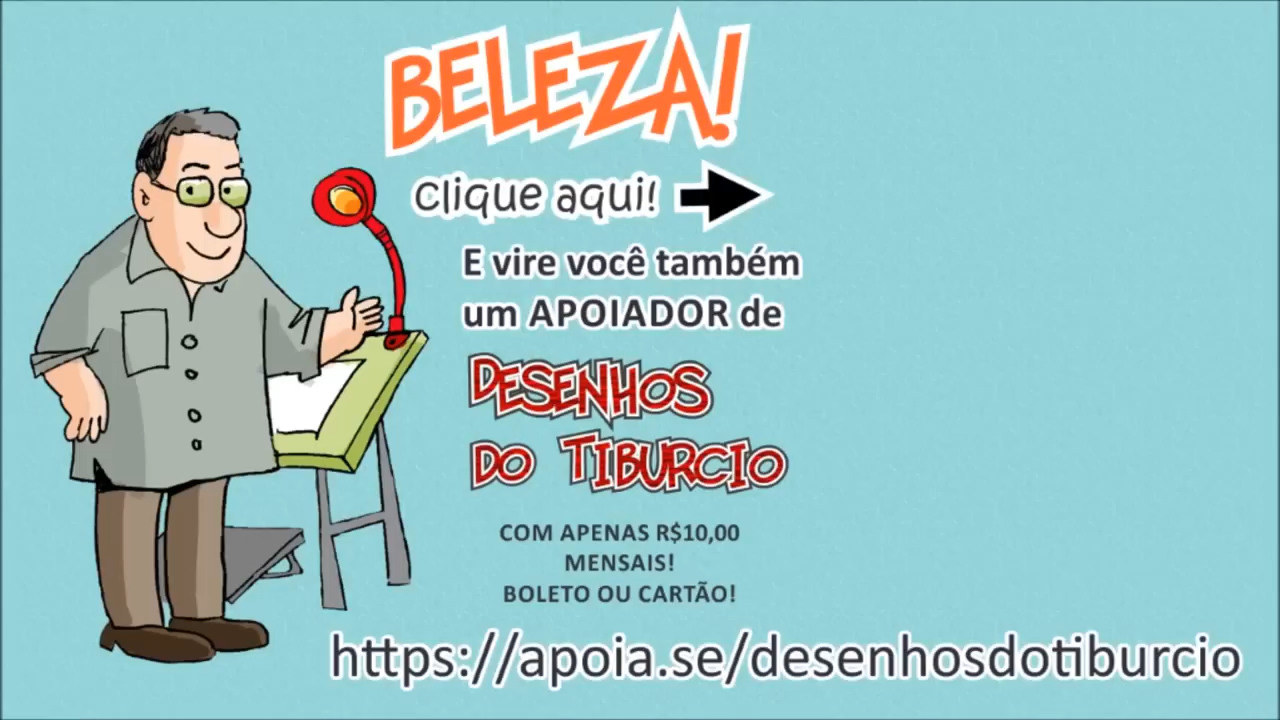 BELEZA!
clique aqui!
E vire você também
um APOIADOR de
DESENHOS
DO TIBURCIO
COM APENAS R$10,00
MENSAIS!
BOLETO OU CARTÃO!
https://apoia.se/desenhosdotiburcio